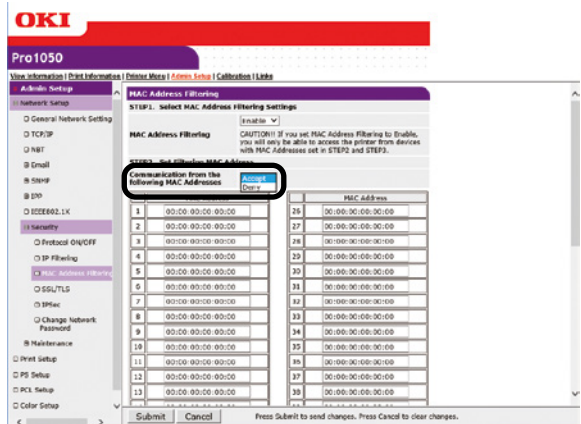 OKI
Pro1050
View Information | Print Information | Printer Menu | Admin Setup | Calibration | Links
Admin Setup
Network Setup
General Network Setting
TCP/IP
NBT
Email
SNMP
IPP
IEEE802.1X
Security
Protocol ON/OFF
IP Filtering
MAC Address Filtering
SSL/TLS
IPSec
Change Network
Password
Maintenance
Print Setup
PS Setup
PCL Setup
Color Setup
MAC Address Filtering
STEP1. Select MAC Address Filtering Settings
Enable
MAC Address Filtering
CAUTION!! If you set MAC Address Filtering to Enable,
you will only be able to access the printer from devices
with MAC Addresses set in STEP2 and STEP3.
STEP2. Set Filtering MAC Address
Communication from the
following MAC Addresses
Accept
Deny
MAC Address MAC Address
1 00:00:00:00:00:00 26 00:00:00:00:00:00
2 00:00:00:00:00:00 27 00:00:00:00:00:00
3 00:00:00:00:00:00 28 00:00:00:00:00:00
4 00:00:00:00:00:00 29 00:00:00:00:00:00
5 00:00:00:00:00:00 30 00:00:00:00:00:00
6 00:00:00:00:00:00 31 00:00:00:00:00:00
7 00:00:00:00:00:00 32 00:00:00:00:00:00
8 00:00:00:00:00:00 33 00:00:00:00:00:00
9 00:00:00:00:00:00 34 00:00:00:00:00:00
10 00:00:00:00:00:00 35 00:00:00:00:00:00
11 00:00:00:00:00:00 36 00:00:00:00:00:00
12 00:00:00:00:00:00 37 00:00:00:00:00:00
13 00:00:00:00:00:00 38 00:00:00:00:00:00
Submit Cancel Press Submit to send changes. Press Cancel to clear changes.